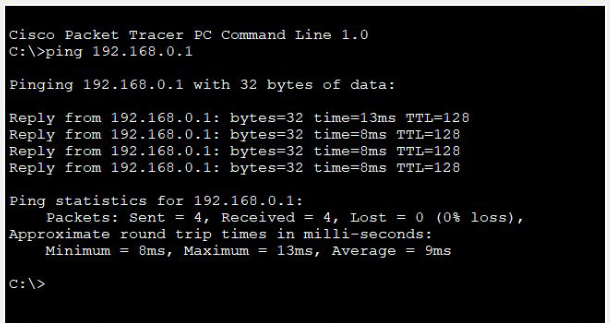 Cisco Packet Tracer PC Command Line 1.0
C:\>ping 192.168.0.1
Pinging 192.168.0.1 with 32 bytes of data:
Reply from 192.168.0.1: bytes=32 time=13ms TTL=128
Reply from 192.168.0.1: bytes=32 time=8ms TTL=128
Reply from 192.168.0.1: bytes=32 time=8ms TTL=128
Reply from 192.168.0.1: bytes=32 time=8ms TTL=128
Ping statistics for 192.168.0.1:
    Packets: Sent = 4, Received = 4, Lost = 0 (0% loss),
Approximate round trip times in milli-seconds:
    Minimum = 8ms, Maximum = 13ms, Average = 9ms
C:\>